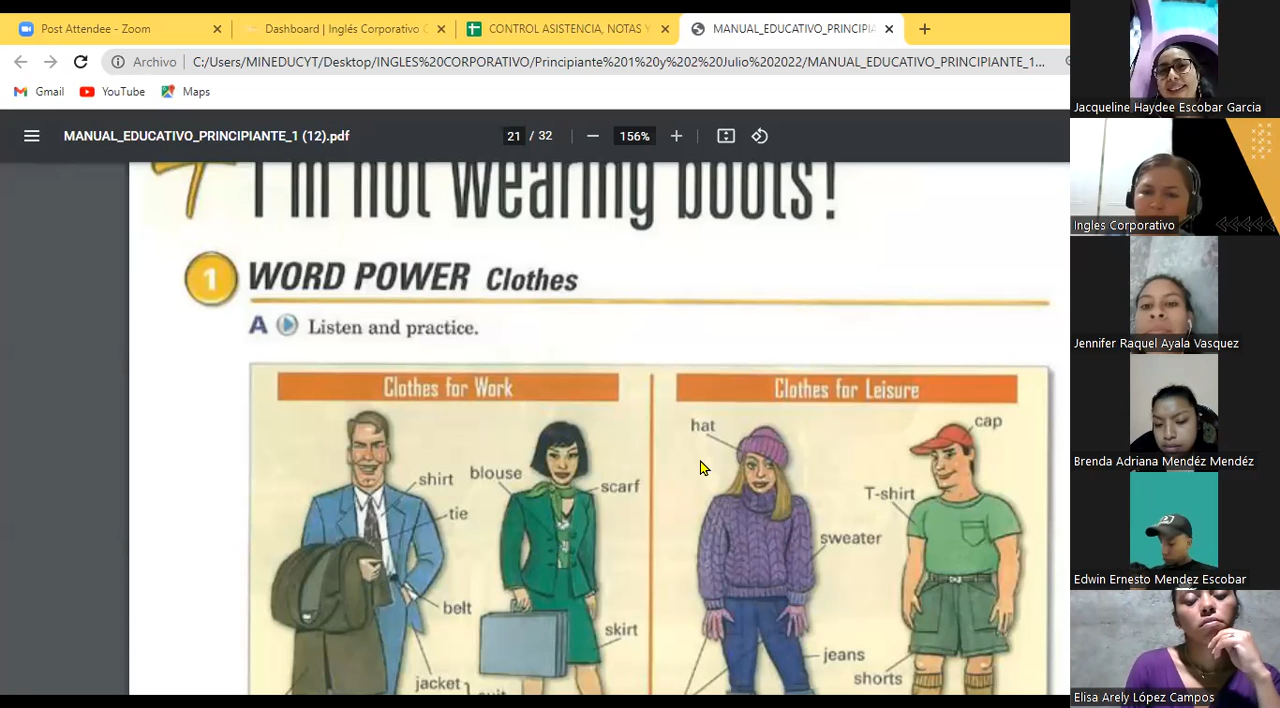 Post Attendee - Zoom
Dashboard | Inglés Corporativo
CONTROL ASISTENCIA, NOTAS Y
MANUAL_EDUCATIVO_PRINCIPIA
Archivo
C:/Users/MINEDUCYT/Desktop/INGLES%20CORPORATIVO/Principiante%201%20y%202%20Julio%202022/MANUAL_EDUCATIVO_PRINCIPIANTE_1...
Gmail
YouTube
Maps
MANUAL_EDUCATIVO_PRINCIPIANTE_1 (12).pdf
21 / 32
156%
I'm not wearing boots!
1 WORD POWER Clothes
A Listen and practice.
Clothes for Work
shirt
tie
blouse
scarf
belt
skirt
jacket
suit
Clothes for Leisure
hat
cap
T-shirt
sweater
jeans
shorts
Jacqueline Haydee Escobar Garcia
Ingles Corporativo
Jennifer Raquel Ayala Vasquez
Brenda Adriana Mendéz Mendéz
Edwin Ernesto Mendez Escobar
Elisa Arely López Campos